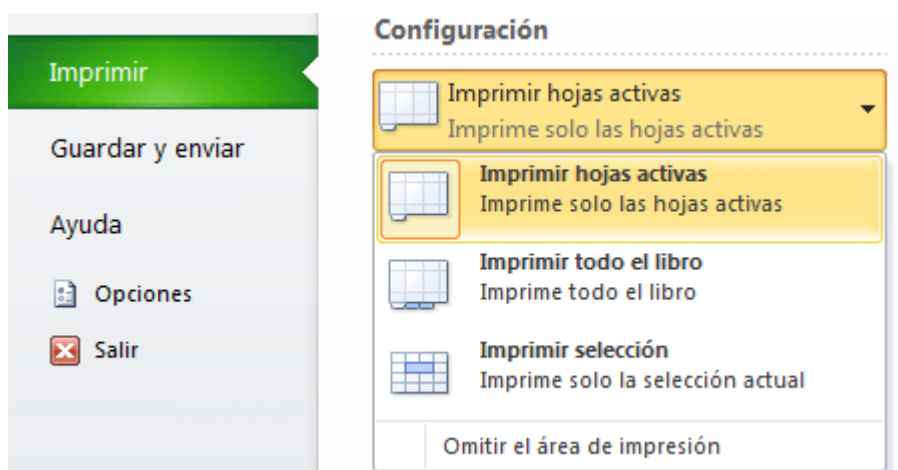 Imprimir
Guardar y enviar
Ayuda
Opciones
Salir
Configuración
Imprimir hojas activas
Imprime solo las hojas activas
Imprimir hojas activas
Imprime solo las hojas activas
Imprimir todo el libro
Imprime todo el libro
Imprimir selección
Imprime solo la selección actual
Omitir el área de impresión